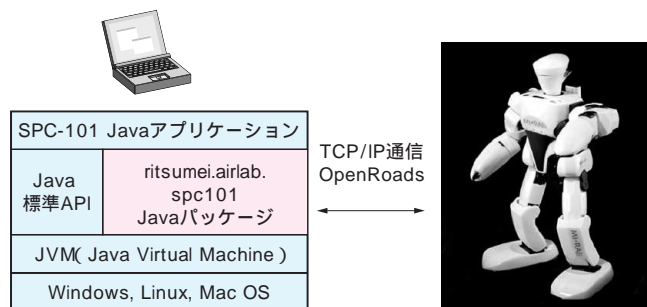 SPC-101 Javaアプリケーション
Java
標準API
ritsumei.airlab.
spc101
Javaパッケージ
JVM( Java Virtual Machine )
Windows, Linux, Mac OS
TCP/IP通信
OpenRoads